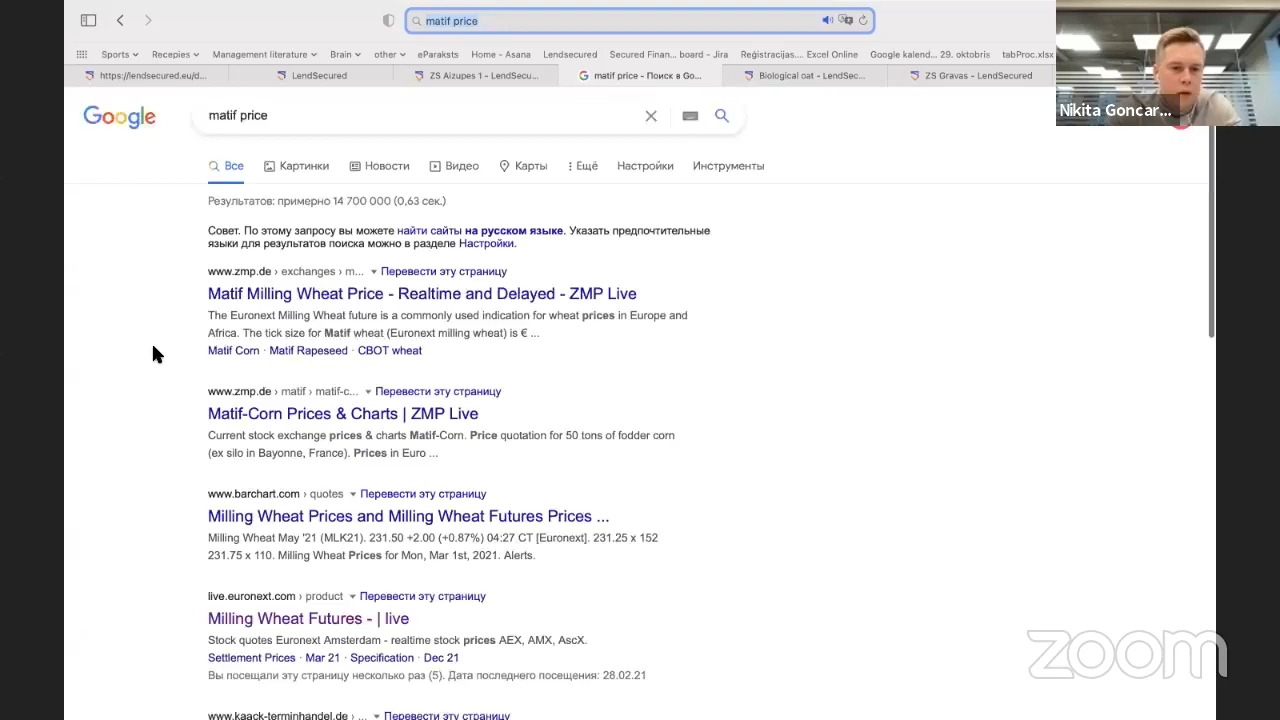 matif price
Sports Recepies Management literature Brain other eParaksts Home - Asana Lendsecured Secured Finan... board - Jira Reģistrācijas.... Excel Online Google kalend... 29. oktobris tabProc.xlsx
https://lendsecured.eu/d... LendSecured ZS Aizupes 1 - LendSecu... matif price - Поиск в Go... Biological oat - LendSec... ZS Gravas - LendSecured
Nikita Goncar...
Google matif price
Все Картинки Новости Видео Карты Ещё Настройки Инструменты
Результатов: примерно 14 700 000 (0,63 сек.)
Совет. По этому запросу вы можете найти сайты на русском языке. Указать предпочтительные
языки для результатов поиска можно в разделе Настройки.
www.zmp.de › exchanges › m... Перевести эту страницу
Matif Milling Wheat Price - Realtime and Delayed - ZMP Live
The Euronext Milling Wheat future is a commonly used indication for wheat prices in Europe and
Africa. The tick size for Matif wheat (Euronext milling wheat) is € ...
Matif Corn · Matif Rapeseed · CBOT wheat
www.zmp.de › matif › matif-c... Перевести эту страницу
Matif-Corn Prices & Charts | ZMP Live
Current stock exchange prices & charts Matif-Corn. Price quotation for 50 tons of fodder corn
(ex silo in Bayonne, France). Prices in Euro ...
www.barchart.com › quotes Перевести эту страницу
Milling Wheat Prices and Milling Wheat Futures Prices ...
Milling Wheat May '21 (MLK21). 231.50 +2.00 (+0.87%) 04:27 CT [Euronext]. 231.25 x 152
231.75 x 110. Milling Wheat Prices for Mon, Mar 1st, 2021. Alerts.
live.euronext.com › product Перевести эту страницу
Milling Wheat Futures - | live
Stock quotes Euronext Amsterdam - realtime stock prices AEX, AMX, AscX.
Settlement Prices · Mar 21 · Specification · Dec 21
Вы посещали эту страницу несколько раз (5). Дата последнего посещения: 28.02.21
www.kaack-terminhandel.de › ... Перевести эту страницу
zoom